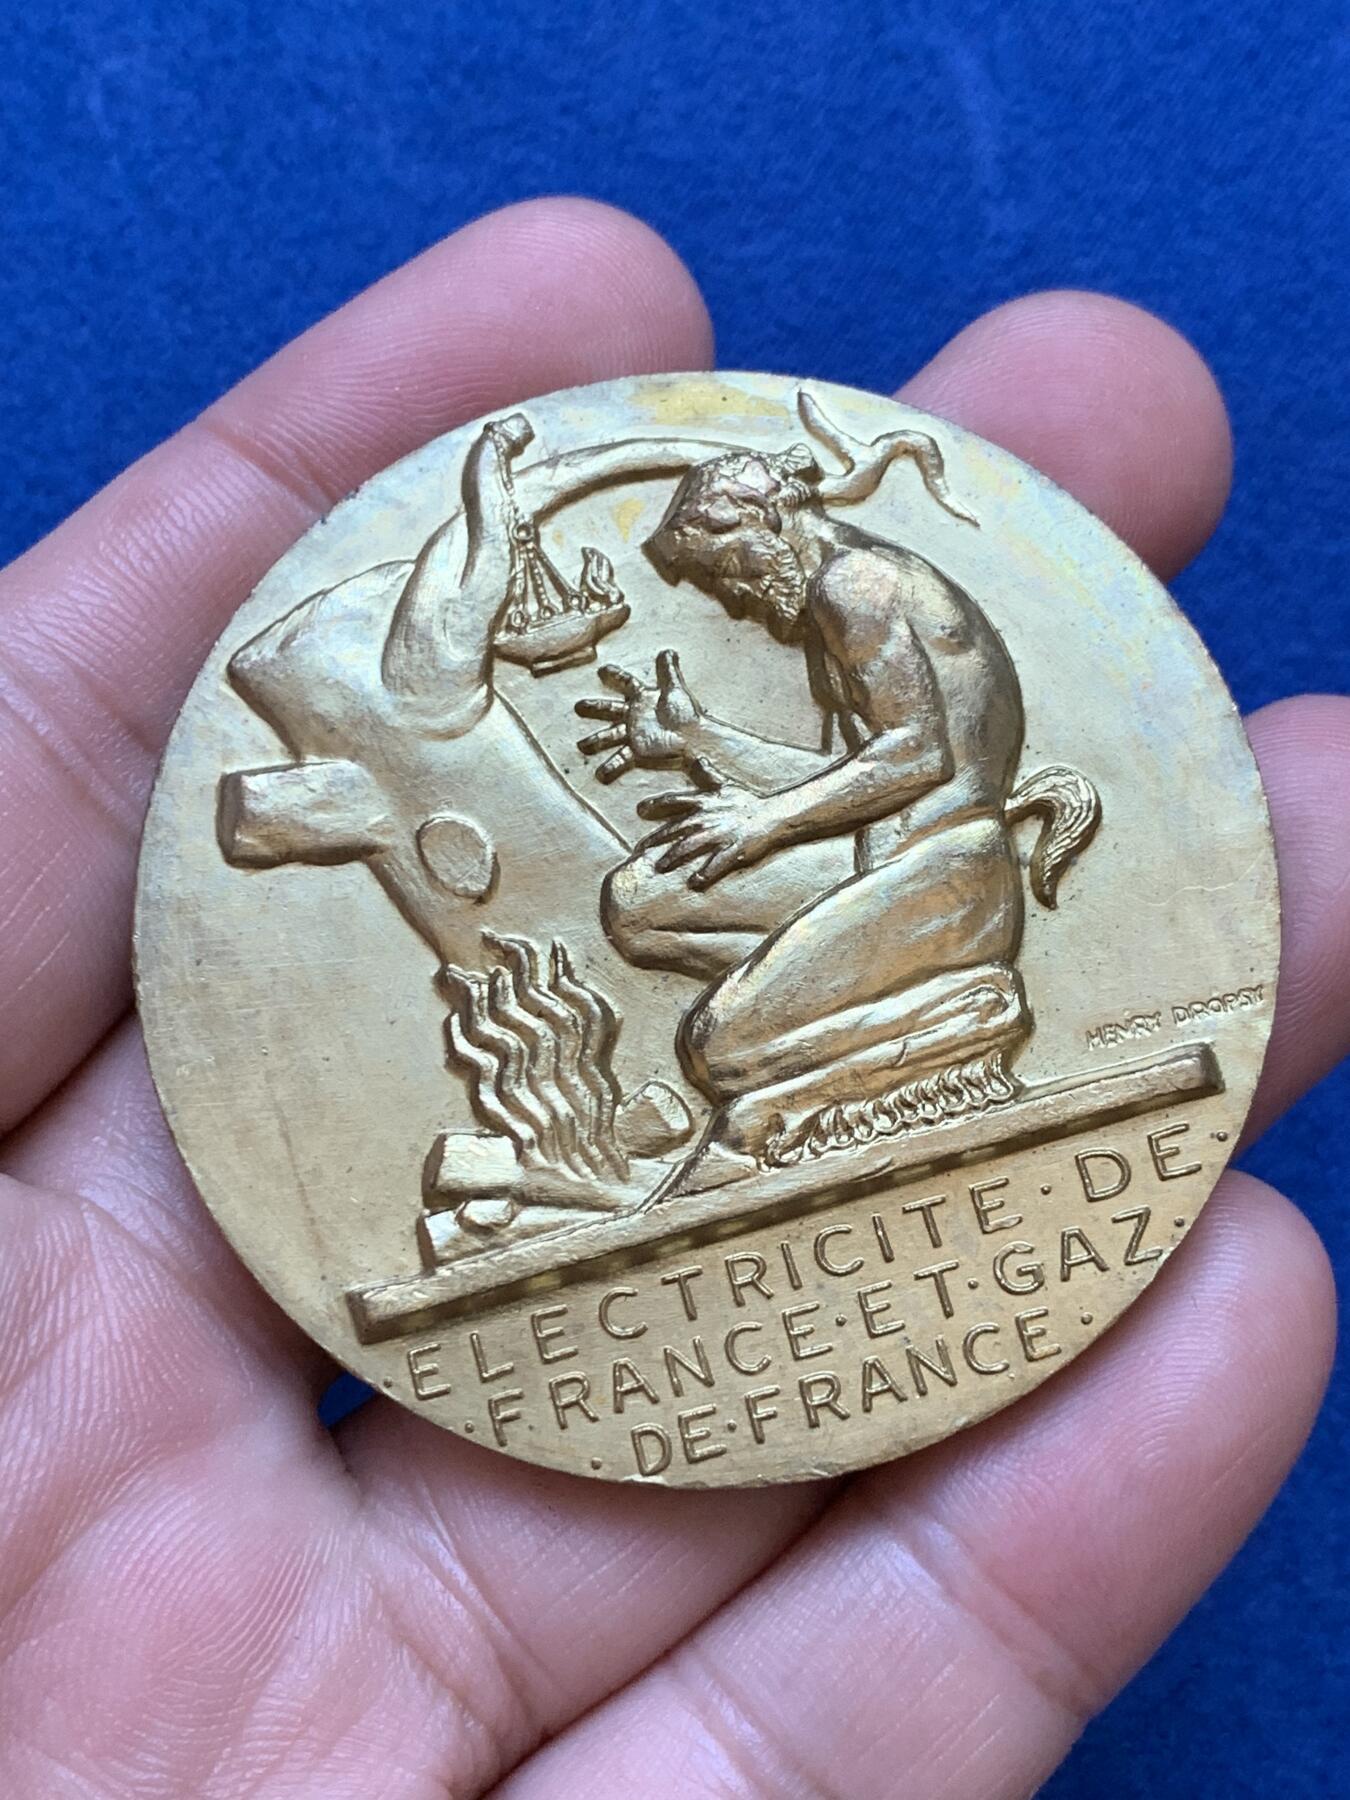 HENRY DROPSY
·ELECTRICITE·DE·
·FRANCE·ET·GAZ·
·DE·FRANCE·